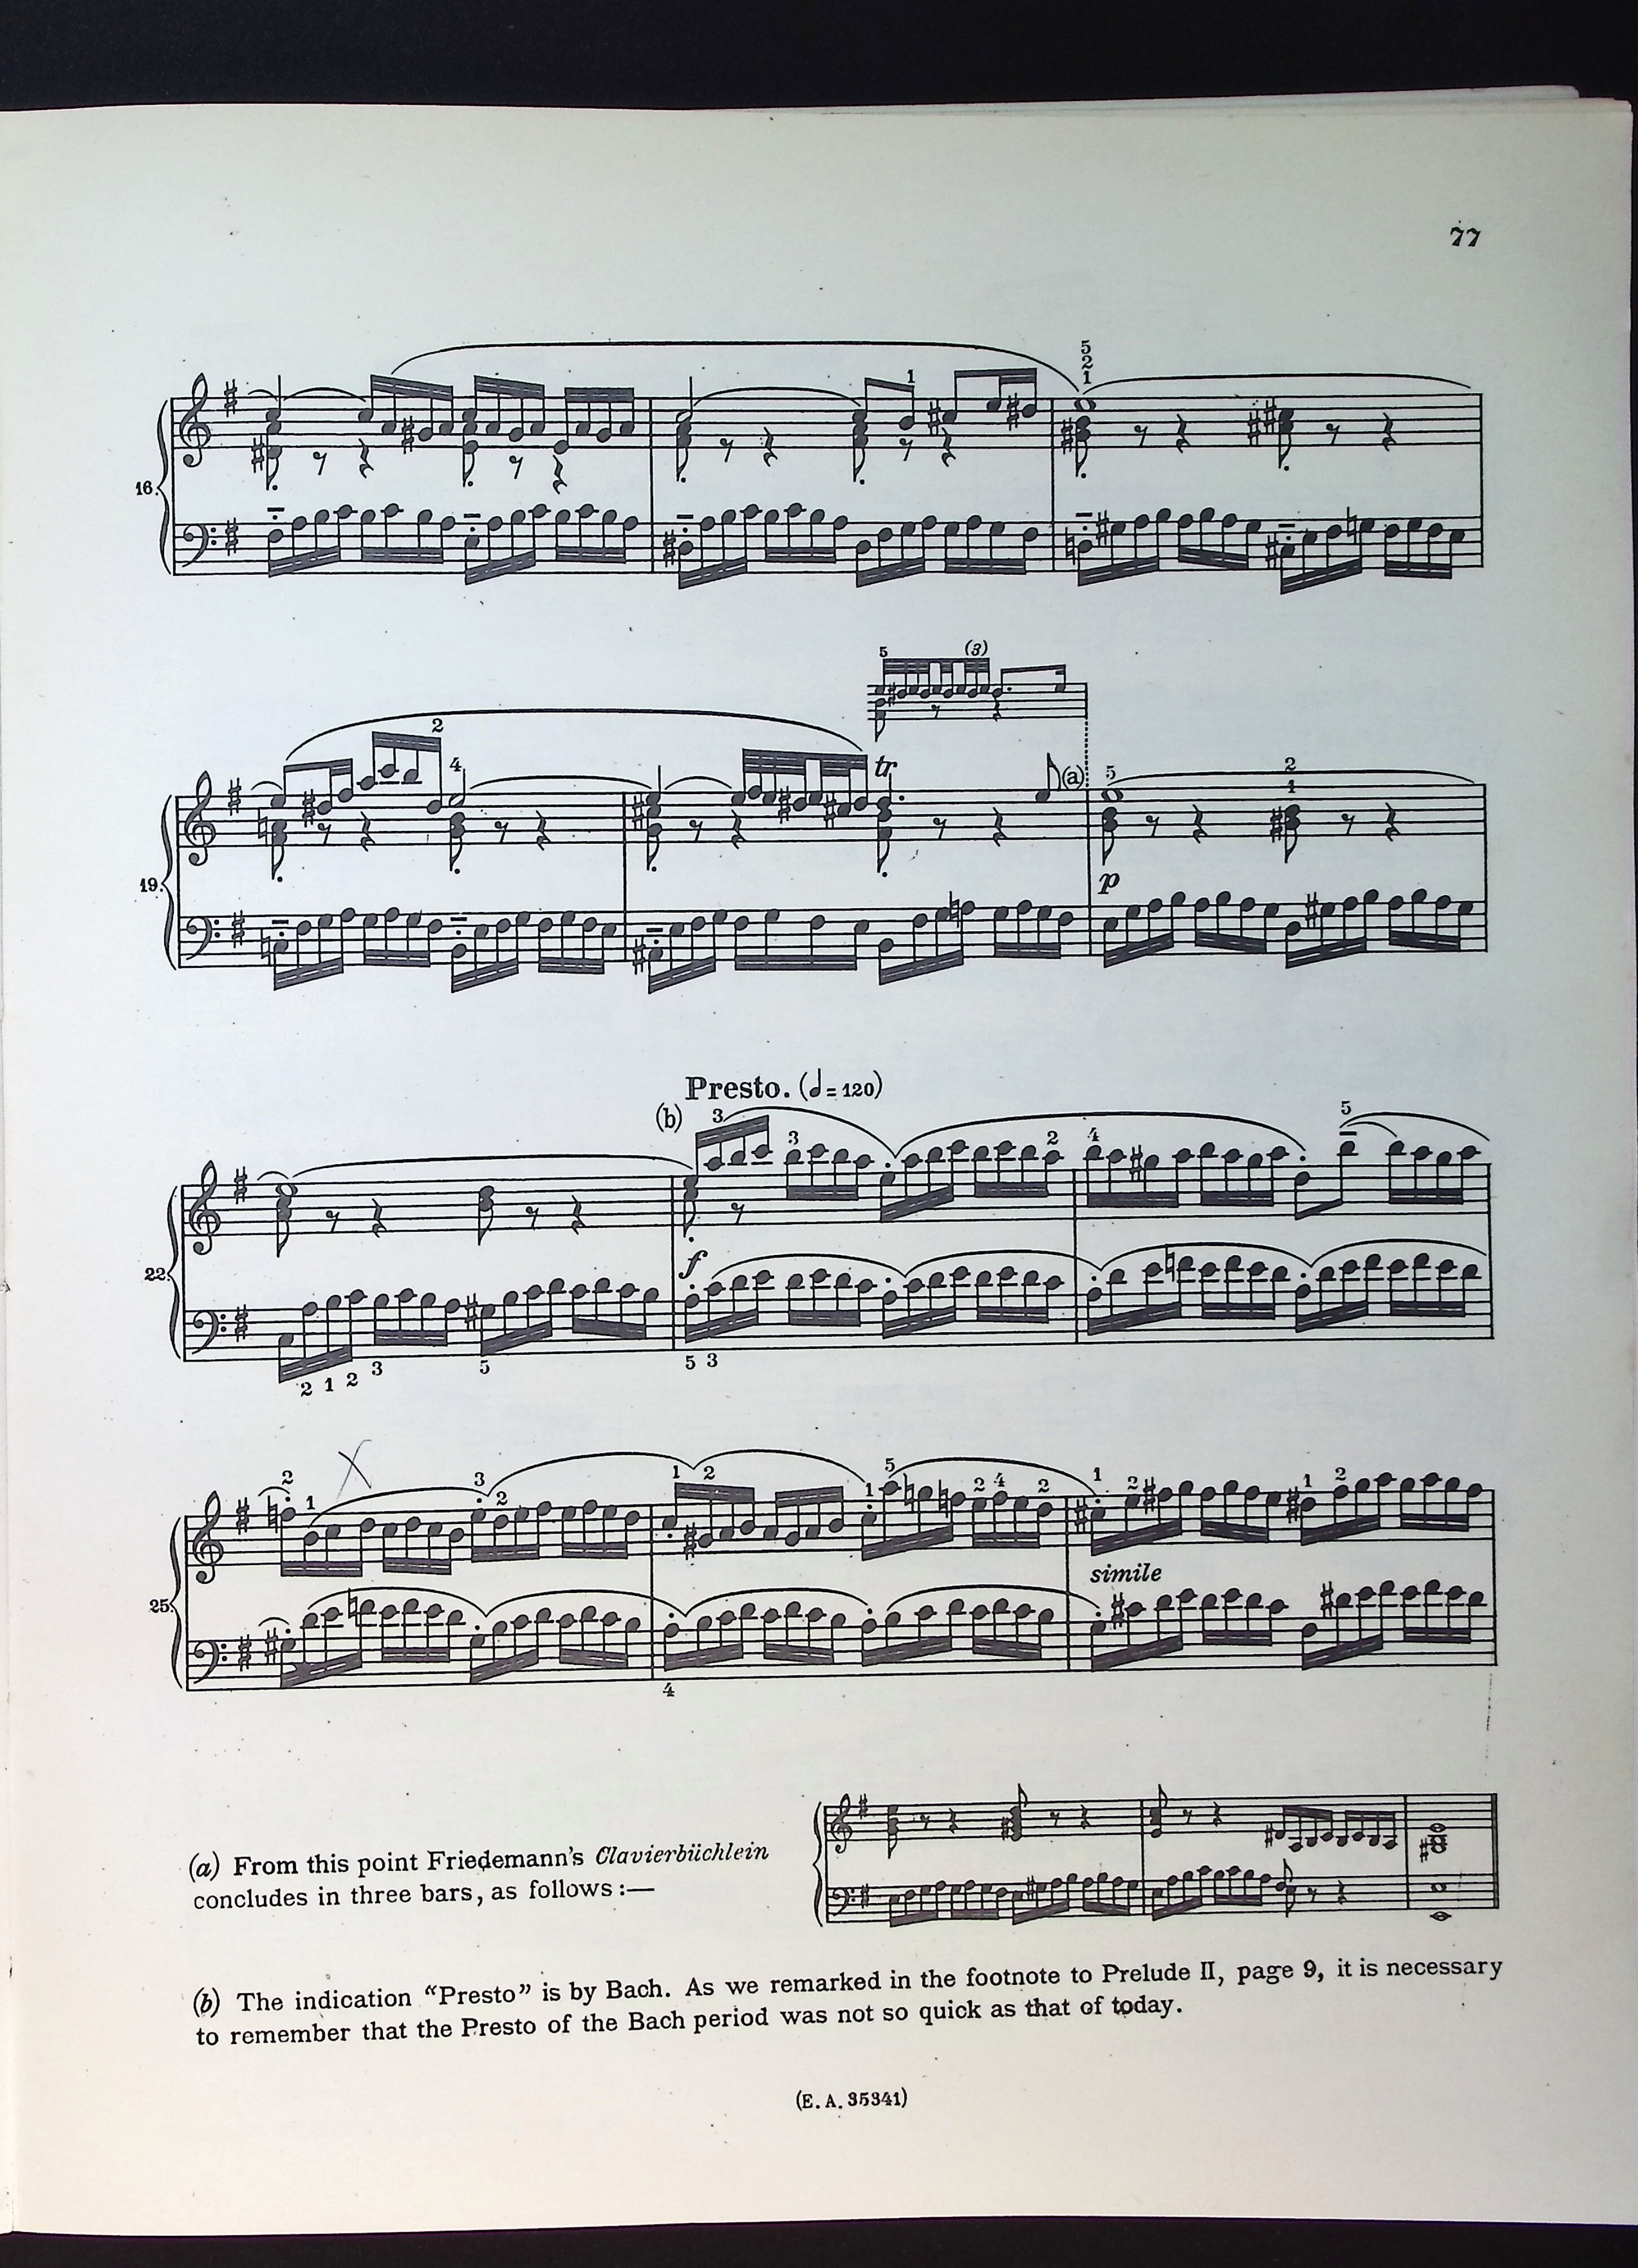 77
5
2
1
1
16.
5 (3)
2
4
tr
(a)
5
2
1
19.
p
Presto. (𝅗𝅥 = 120)
(b)
3
3
2
4
5
f
22.
2 1 2 3
5
5 3
2
1
3
2
1 2
1
5
2 4 2
1
2
1
2
simile
25.
4
(a) From this point Friedemann's Clavierbüchlein
concludes in three bars, as follows :—
(b) The indication “Presto” is by Bach. As we remarked in the footnote to Prelude II, page 9, it is necessary
to remember that the Presto of the Bach period was not so quick as that of today.
(E. A. 35341)